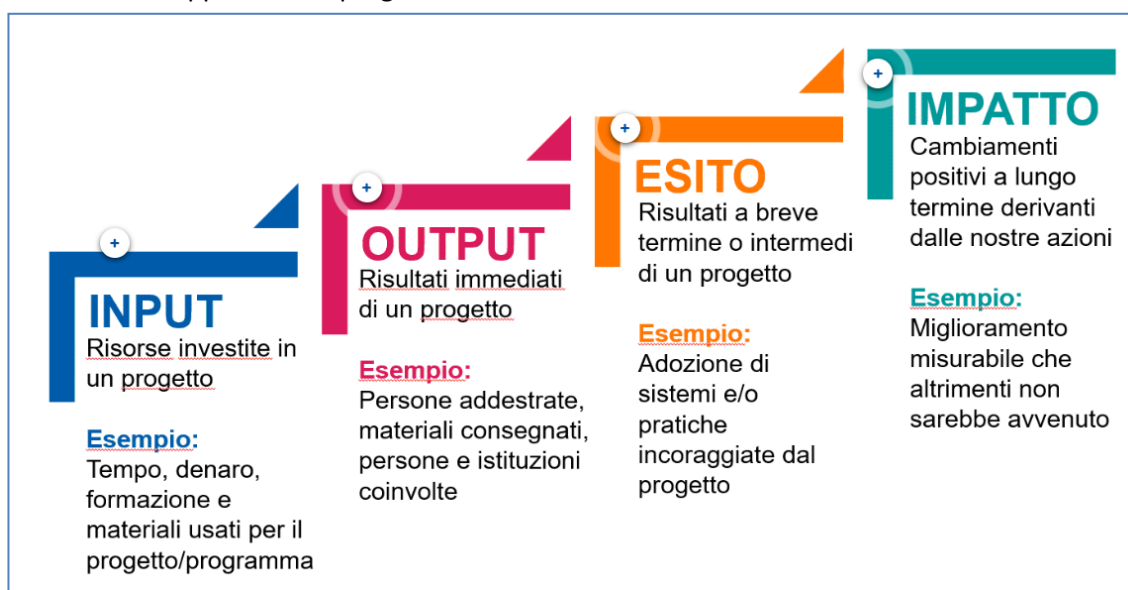 INPUT
Risorse investite in
un progetto
Esempio:
Tempo, denaro,
formazione e
materiali usati per il
progetto/programma
OUTPUT
Risultati immediati
di un progetto
Esempio:
Persone addestrate,
materiali consegnati,
persone e istituzioni
coinvolte
ESITO
Risultati a breve
termine o intermedi
di un progetto
Esempio:
Adozione di
sistemi e/o
pratiche
incoraggiate dal
progetto
IMPATTO
Cambiamenti
positivi a lungo
termine derivanti
dalle nostre azioni
Esempio:
Miglioramento
misurabile che
altrimenti non
sarebbe avvenuto